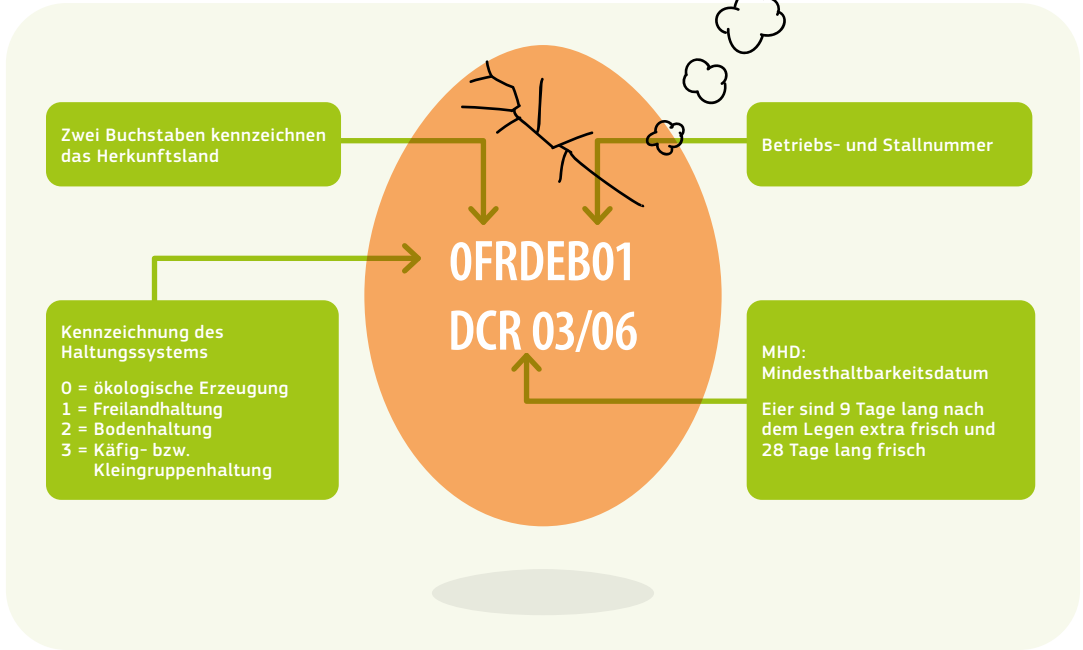 Zwei Buchstaben kennzeichnen
das Herkunftsland
Betriebs- und Stallnummer
0FRDEB01
DCR 03/06
Kennzeichnung des
Haltungssystems
0 = ökologische Erzeugung
1 = Freilandhaltung
2 = Bodenhaltung
3 = Käfig- bzw.
Kleingruppenhaltung
MHD:
Mindesthaltbarkeitsdatum
Eier sind 9 Tage lang nach
dem Legen extra frisch und
28 Tage lang frisch